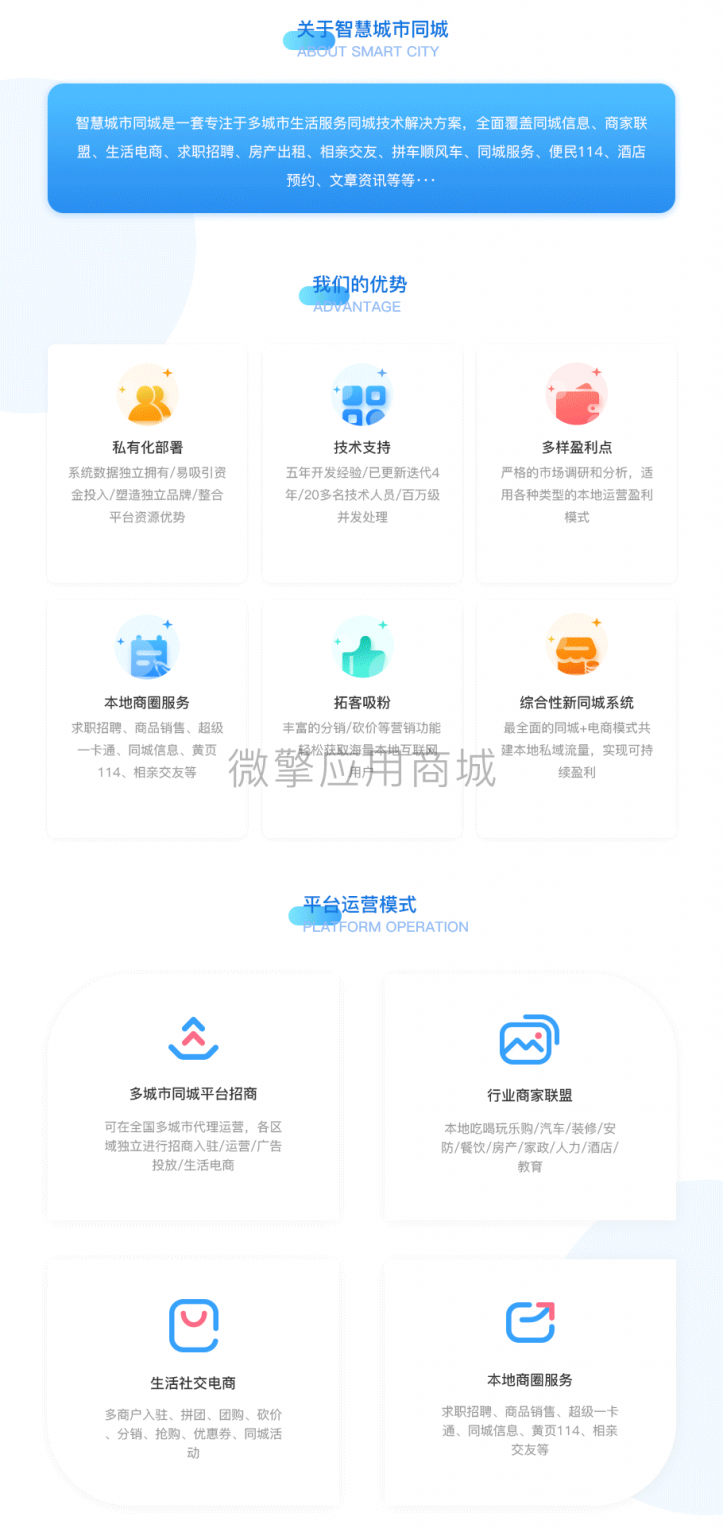 关于智慧城市同城
ABOUT SMART CITY
智慧城市同城是一套专注于多城市生活服务同城技术解决方案，全面覆盖同城信息、商家联
盟、生活电商、求职招聘、房产出租、相亲交友、拼车顺风车、同城服务、便民114、酒店
预约、文章资讯等等···
我们的优势
ADVANTAGE
私有化部署
系统数据独立拥有/易吸引资
金投入/塑造独立品牌/整合
平台资源优势
技术支持
五年开发经验/已更新迭代4
年/20多名技术人员/百万级
并发处理
多样盈利点
严格的市场调研和分析，适
用各种类型的本地运营盈利
模式
本地商圈服务
求职招聘、商品销售、超级
一卡通、同城信息、黄页
114、相亲交友等
拓客吸粉
丰富的分销/砍价等营销功能
，轻松获取海量本地互联网
用户
综合性新同城系统
最全面的同城+电商模式共
建本地私域流量，实现可持
续盈利
微擎应用商城
平台运营模式
PLATFORM OPERATION
多城市同城平台招商
可在全国多城市代理运营，各区
域独立进行招商入驻/运营/广告
投放/生活电商
行业商家联盟
本地吃喝玩乐购/汽车/装修/安
防/餐饮/房产/家政/人力/酒店/
教育
生活社交电商
多商户入驻、拼团、团购、砍价
、分销、抢购、优惠券、同城活
动
本地商圈服务
求职招聘、商品销售、超级一卡
通、同城信息、黄页114、相亲
交友等